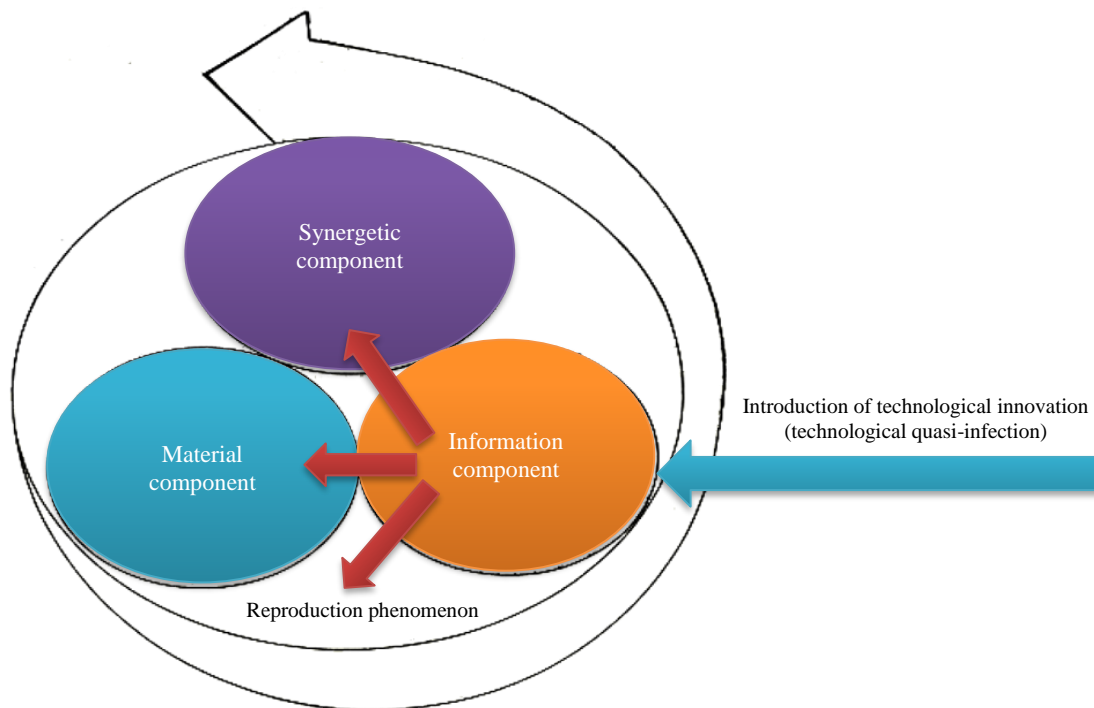 Synergetic
component
Introduction of technological innovation
(technological quasi-infection)
Material
component
Information
component
Reproduction phenomenon